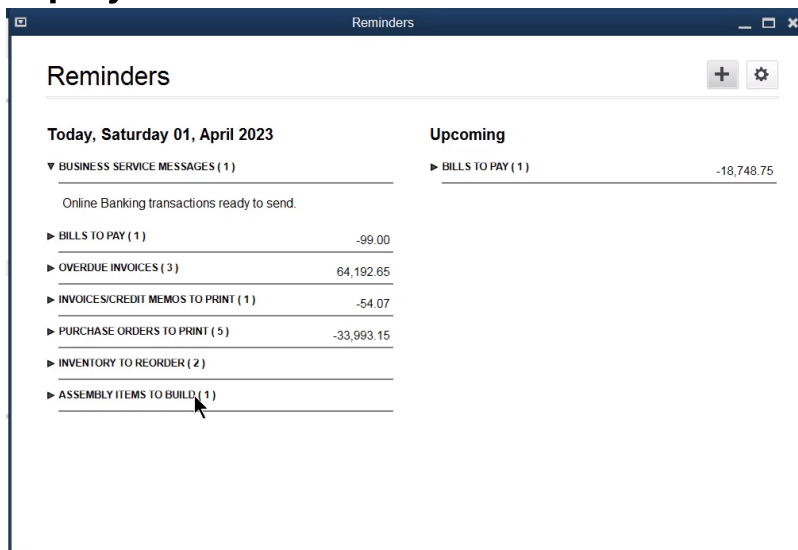 Reminders
Reminders
Today, Saturday 01, April 2023
BUSINESS SERVICE MESSAGES ( 1 )
Online Banking transactions ready to send.
BILLS TO PAY ( 1 ) -99.00
OVERDUE INVOICES ( 3 ) 64,192.65
INVOICES/CREDIT MEMOS TO PRINT ( 1 ) -54.07
PURCHASE ORDERS TO PRINT ( 5 ) -33,993.15
INVENTORY TO REORDER ( 2 )
ASSEMBLY ITEMS TO BUILD ( 1 )
Upcoming
BILLS TO PAY ( 1 ) -18,748.75